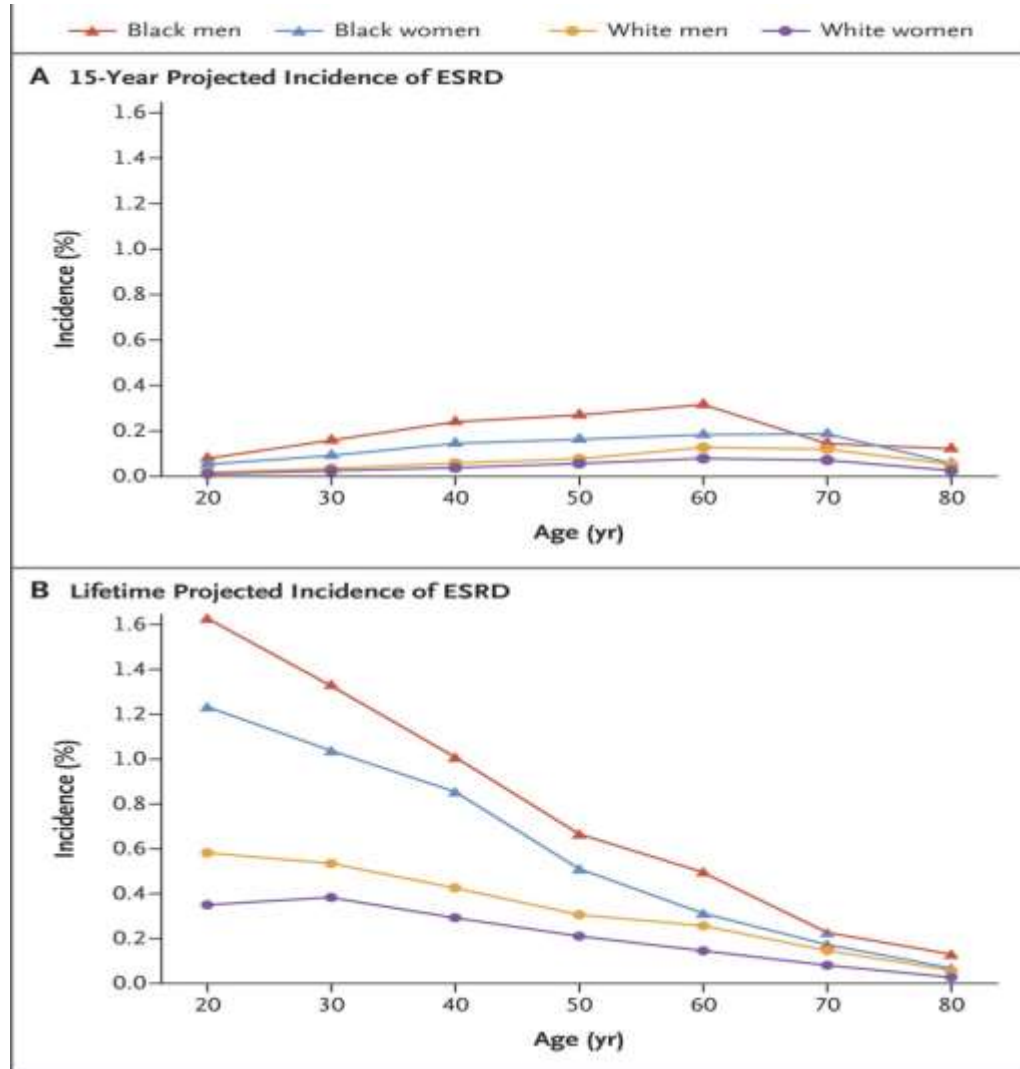 Black men Black women White men White women
A 15-Year Projected Incidence of ESRD
1.6
1.4
1.2
1.0
0.8
0.6
0.4
0.2
0.0
Incidence (%)
20 30 40 50 60 70 80
Age (yr)
B Lifetime Projected Incidence of ESRD
1.6
1.4
1.2
1.0
0.8
0.6
0.4
0.2
0.0
Incidence (%)
20 30 40 50 60 70 80
Age (yr)